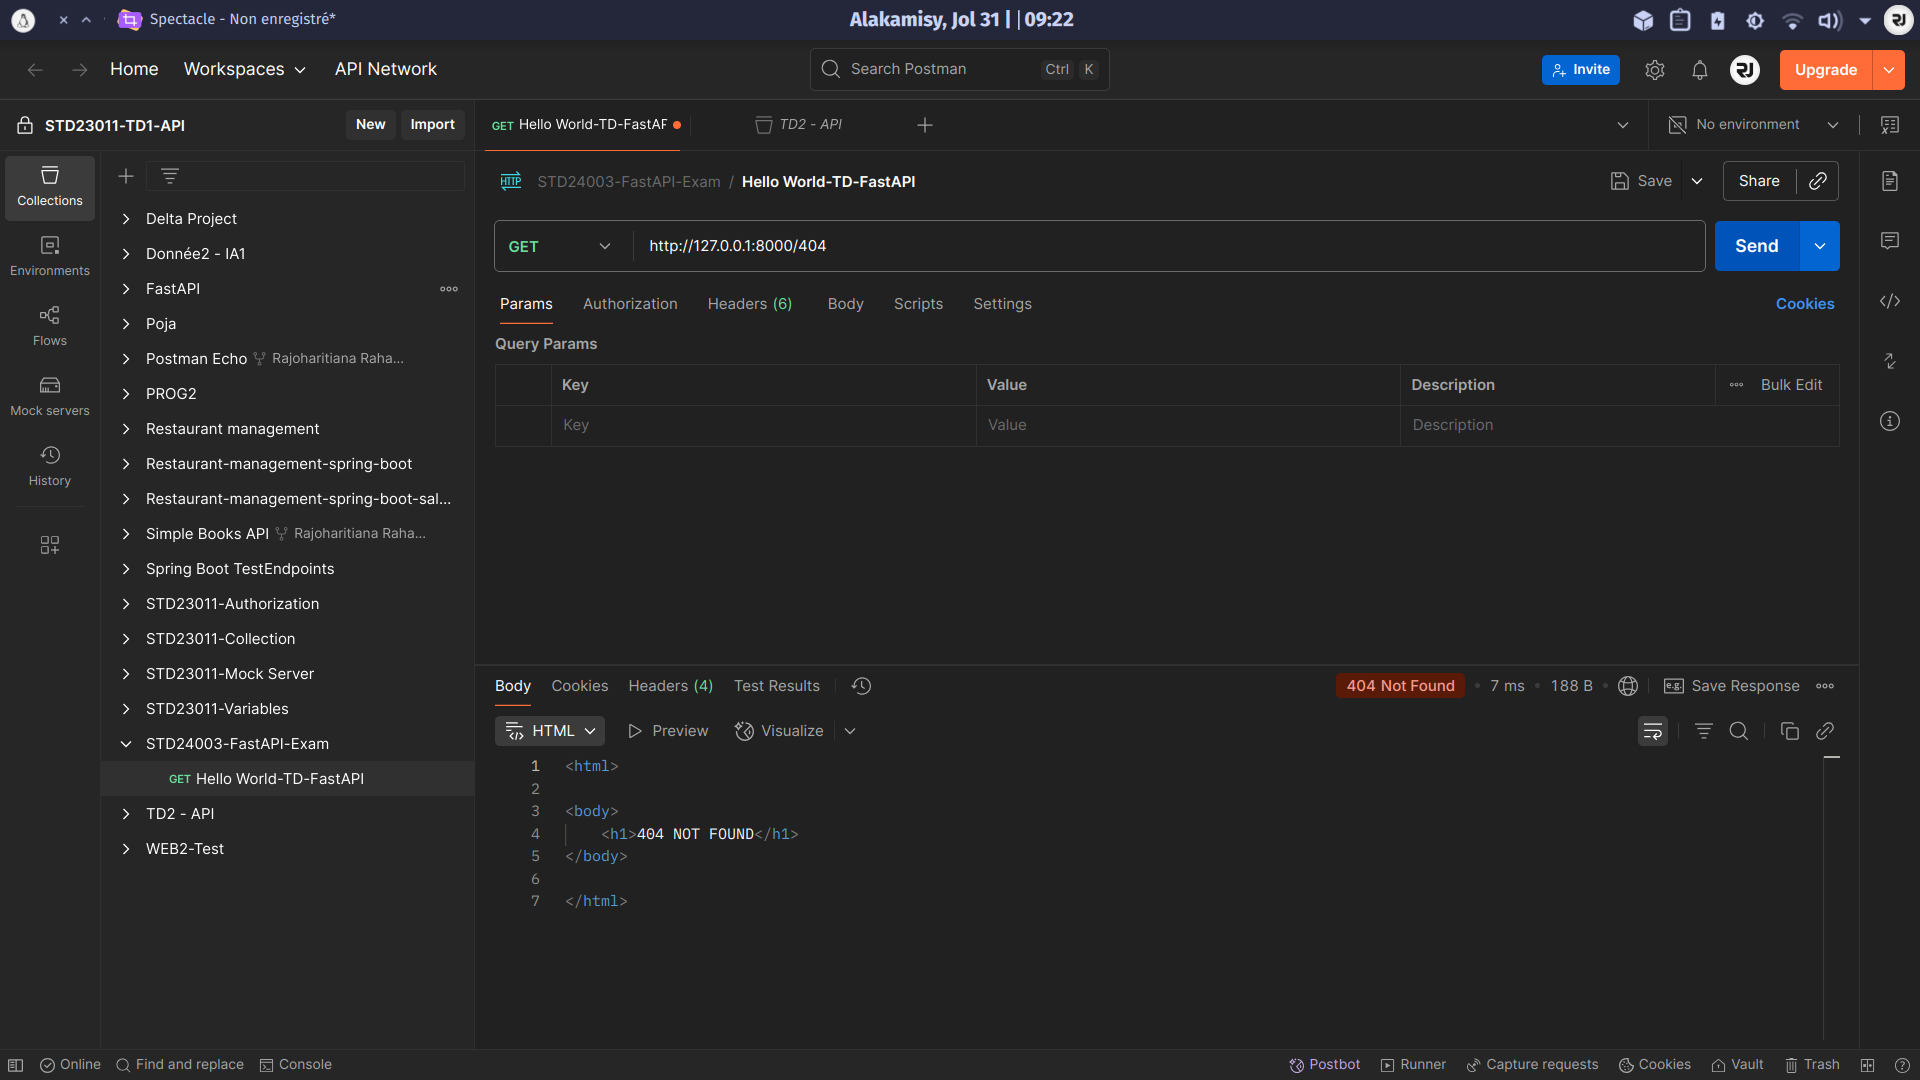 Spectacle - Non enregistré*
Alakamisy, Jol 31 | | 09:22
Home
Workspaces
API Network
Search Postman
Ctrl
K
Invite
Upgrade
STD23011-TD1-API
New
Import
GET Hello World-TD-FastAP
TD2 - API
No environment
Collections
Environments
Flows
Mock servers
History
Delta Project
Donnée2 - IA1
FastAPI
Poja
Postman Echo Rajoharitiana Raha...
PROG2
Restaurant management
Restaurant-management-spring-boot
Restaurant-management-spring-boot-sal...
Simple Books API Rajoharitiana Raha...
Spring Boot TestEndpoints
STD23011-Authorization
STD23011-Collection
STD23011-Mock Server
STD23011-Variables
STD24003-FastAPI-Exam
GET Hello World-TD-FastAPI
TD2 - API
WEB2-Test
HTTP STD24003-FastAPI-Exam / Hello World-TD-FastAPI
Save
Share
GET
http://127.0.0.1:8000/404
Send
Params
Authorization
Headers (6)
Body
Scripts
Settings
Cookies
Query Params
Key
Value
Description
Bulk Edit
Key
Value
Description
Body
Cookies
Headers (4)
Test Results
404 Not Found
7 ms
188 B
e.g. Save Response
HTML
Preview
Visualize
1 <html>
2
3 <body>
4 <h1>404 NOT FOUND</h1>
5 </body>
6
7 </html>
Online
Find and replace
Console
Postbot
Runner
Capture requests
Cookies
Vault
Trash